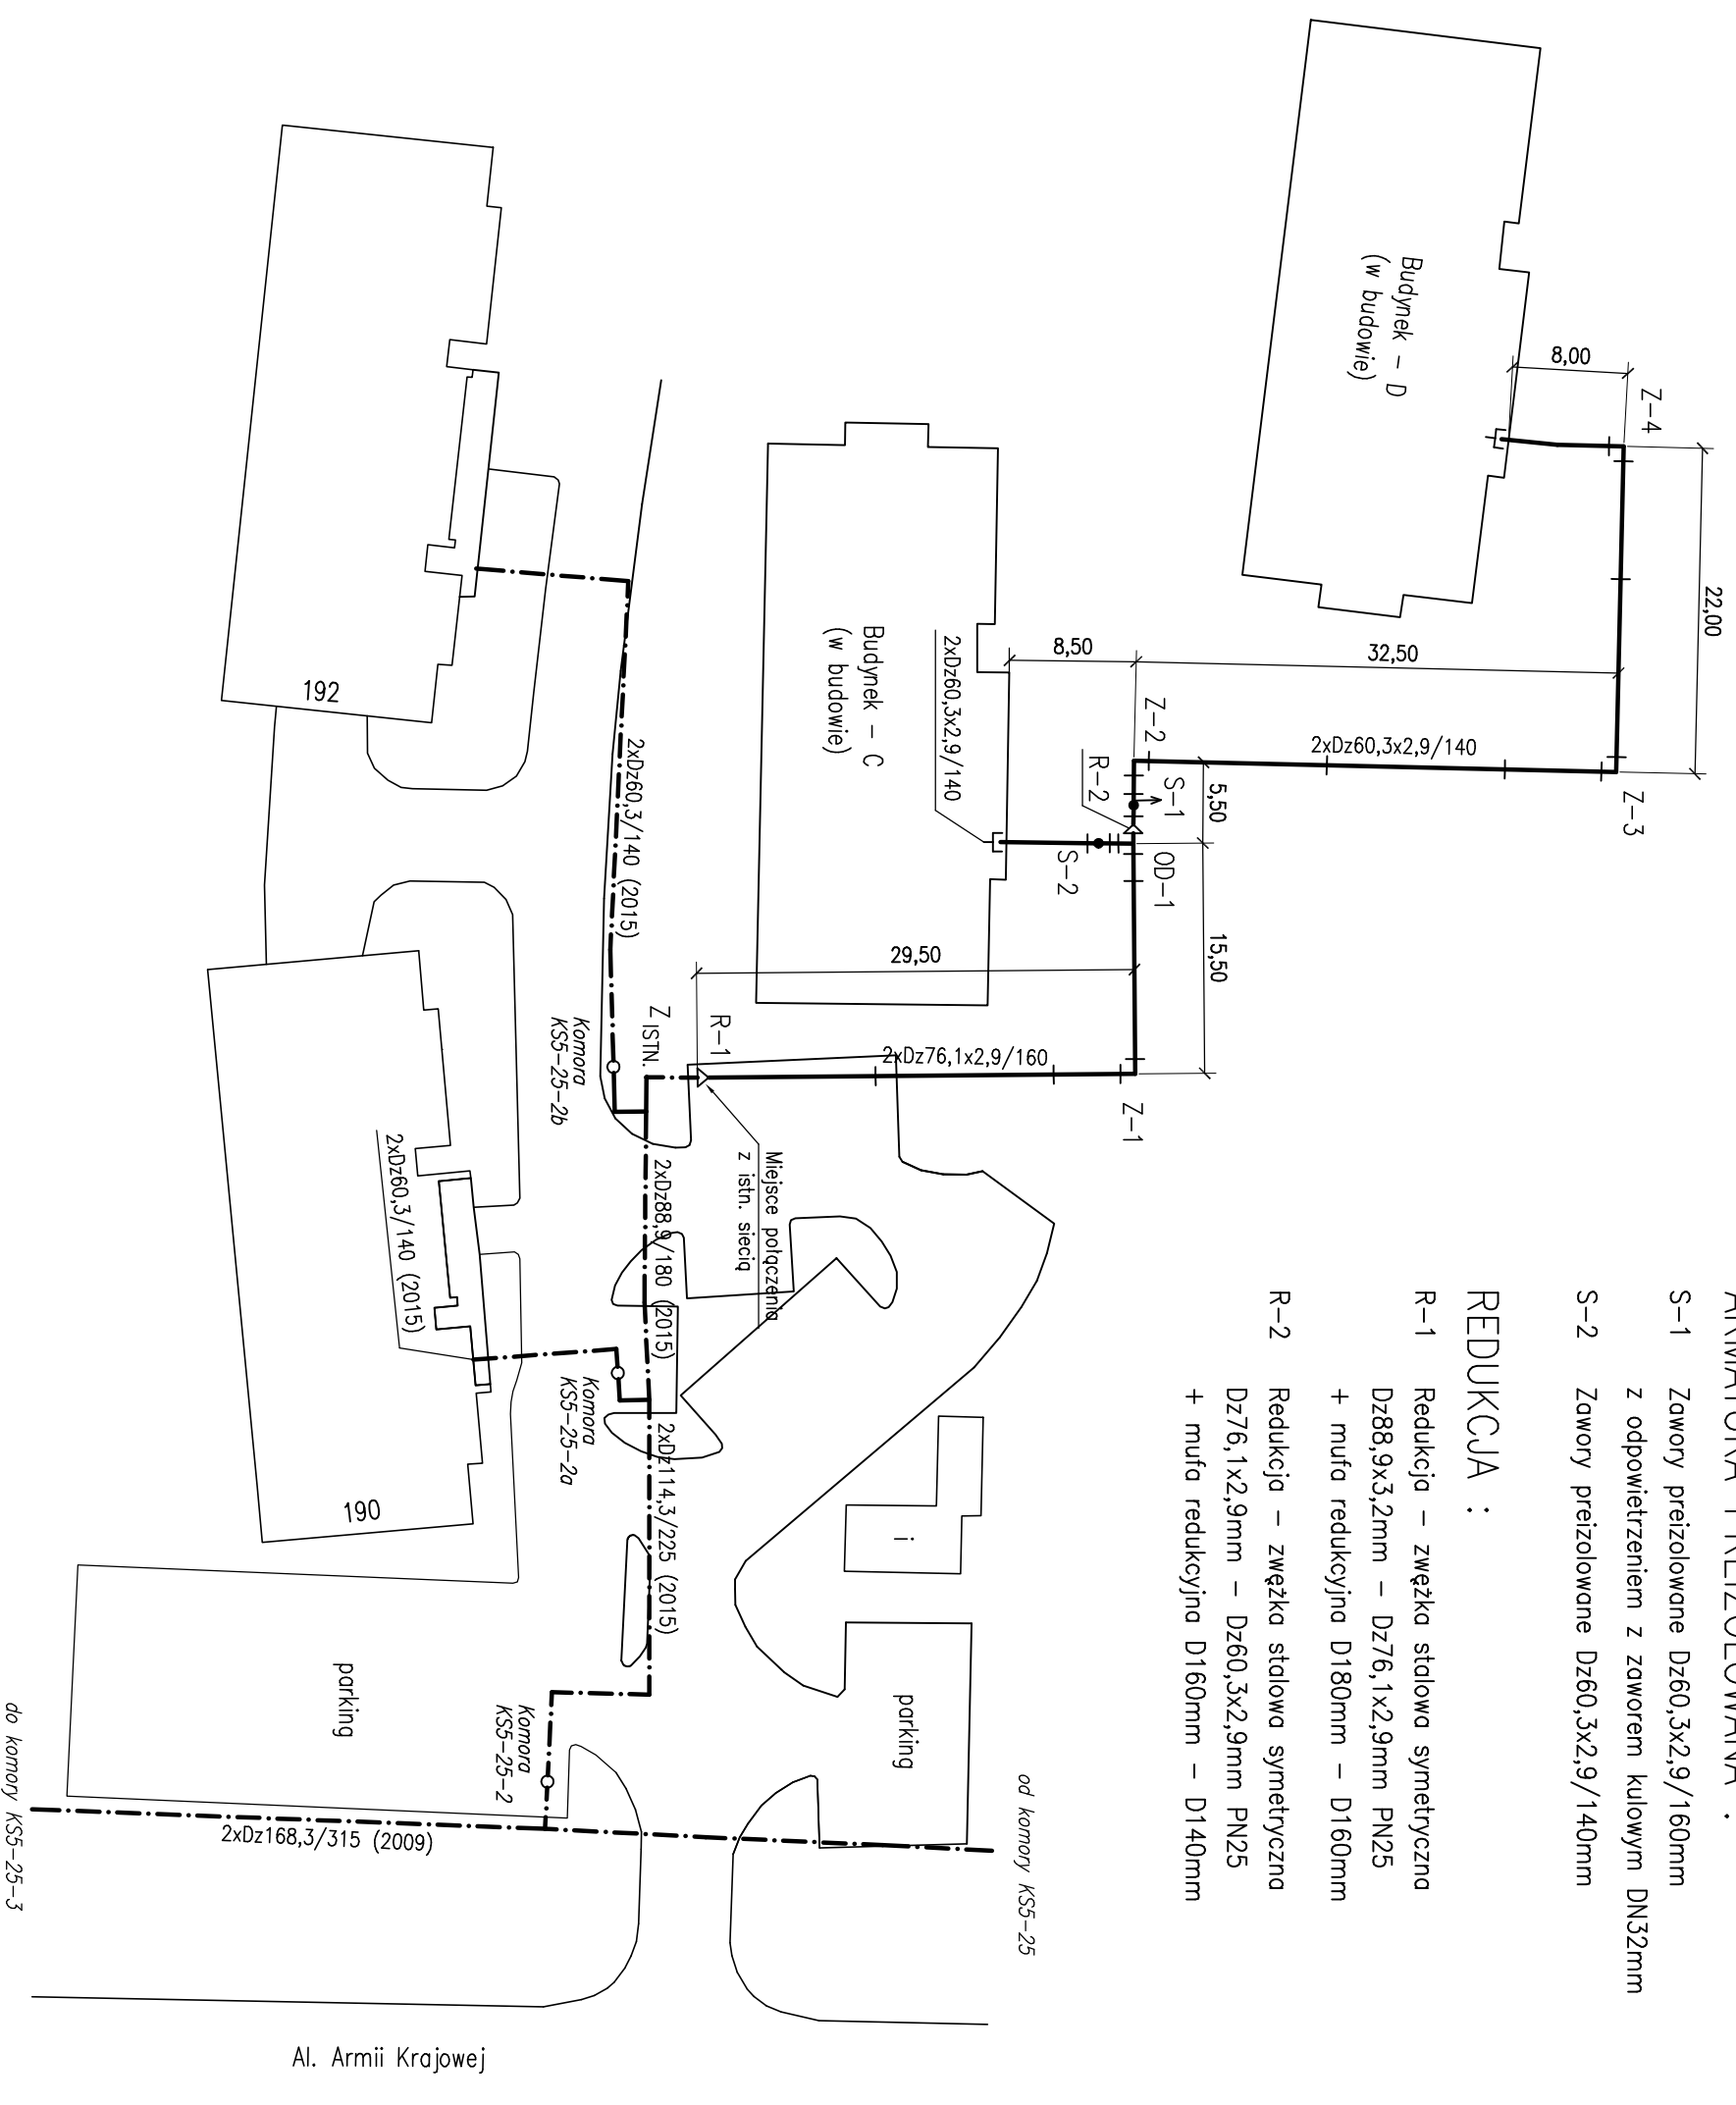 ARMATURA PREIZOLOWANA :
S-1 Zawory preizolowane Dz60,3x2,9/160mm
z odpowietrzeniem z zaworem kulowym DN32mm
S-2 Zawory preizolowane Dz60,3x2,9/140mm
REDUKCJA :
R-1 Redukcja - zwężka stalowa symetryczna
Dz88,9x3,2mm - Dz76,1x2,9mm PN25
+ mufa redukcyjna D180mm - D160mm
R-2 Redukcja - zwężka stalowa symetryczna
Dz76,1x2,9mm - Dz60,3x2,9mm PN25
+ mufa redukcyjna D160mm - D140mm
Budynek - D
(w budowie)
8,00
Z-4
22,00
Z-3
32,50
8,50
2xDz60,3x2,9/140
Z-2
R-2
S-1
5,50
OD-1
S-2
15,50
2xDz60,3x2,9/140
Budynek - C
(w budowie)
29,50
2xDz76,1x2,9/160
Z-1
R-1
Z ISTN.
Miejsce połączenia
z istn. siecią
192
2xDz60,3/140 (2015)
Komora
KS5-25-2b
2xDz88,9/180 (2015)
2xDz60,3/140 (2015)
Komora
KS5-25-2a
2xDz114,3/225 (2015)
190
i
parking
parking
Komora
KS5-25-2
2xDz168,3/315 (2009)
od komory KS5-25
do komory KS5-25-3
Al. Armii Krajowej